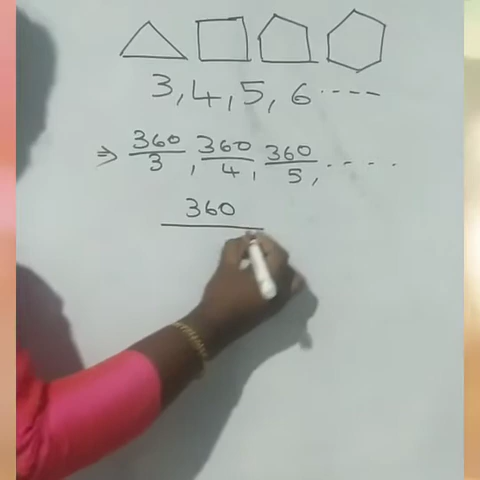 3, 4, 5, 6 ----
⇒ 360/3, 360/4, 360/5, ....
360